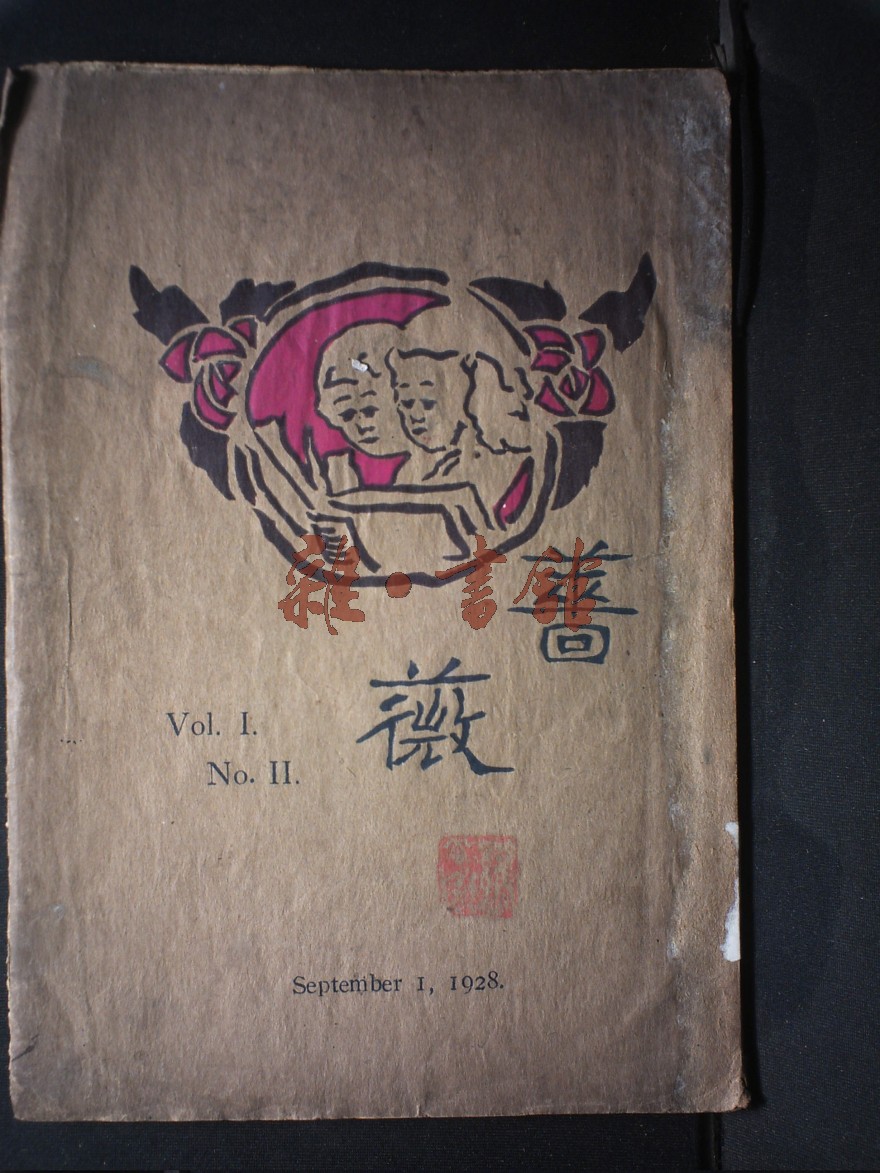 雜·書館
薔
薇
Vol. I.
No. II.
September 1, 1928.